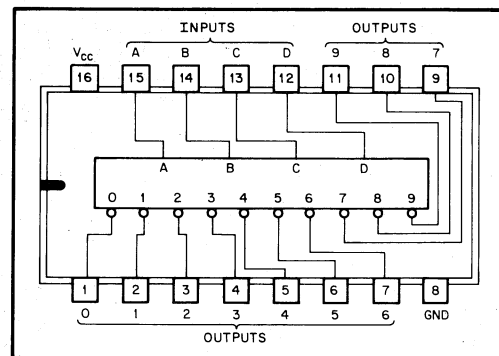 INPUTS OUTPUTS
VCC A B C D 9 8 7
16 15 14 13 12 11 10 9
A B C D
0 1 2 3 4 5 6 7 8 9
1 2 3 4 5 6 7 8
0 1 2 3 4 5 6 GND
OUTPUTS